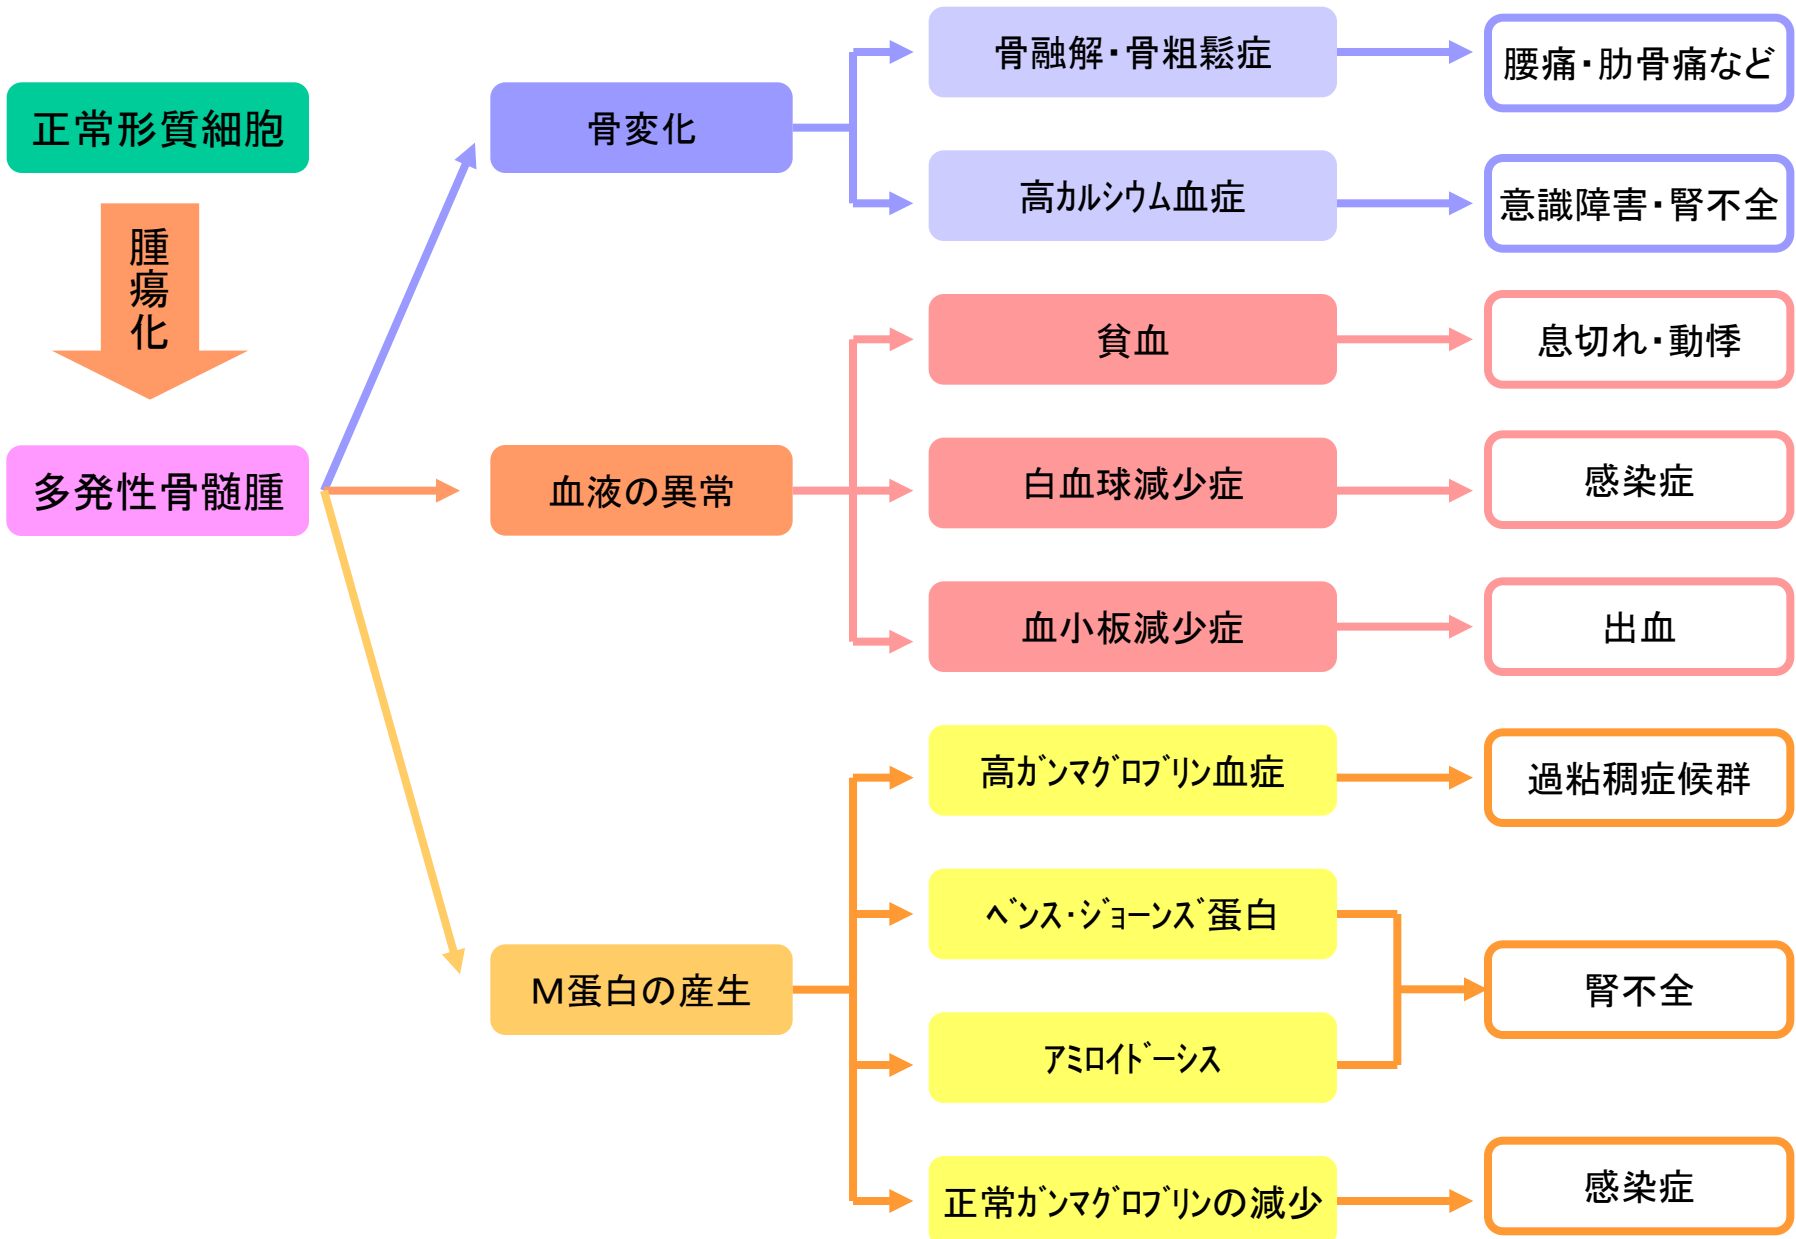 正常形質細胞
腫瘍化
多発性骨髄腫
骨変化
血液の異常
M蛋白の産生
骨融解・骨粗鬆症
高ｶﾙｼｳﾑ血症
貧血
白血球減少症
血小板減少症
高ｶﾞﾝﾏｸﾞﾛﾌﾞﾘﾝ血症
ﾍﾞﾝｽ・ｼﾞｮｰﾝｽﾞ蛋白
ｱﾐﾛｲﾄﾞｰｼｽ
正常ｶﾞﾝﾏｸﾞﾛﾌﾞﾘﾝの減少
腰痛・肋骨痛など
意識障害・腎不全
息切れ・動悸
感染症
出血
過粘稠症候群
腎不全
感染症